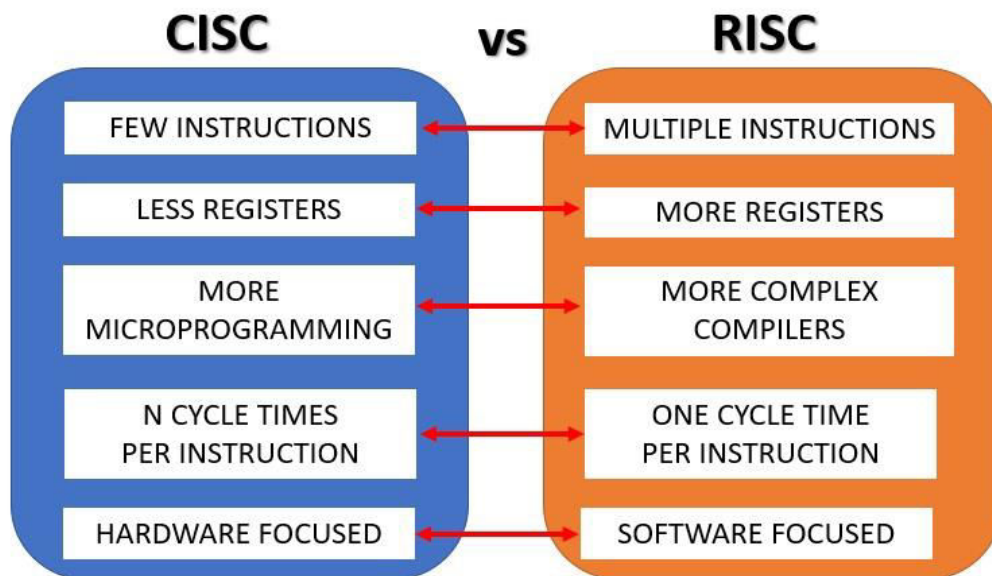 CISC vs RISC
FEW INSTRUCTIONS
MULTIPLE INSTRUCTIONS
LESS REGISTERS
MORE REGISTERS
MORE
MICROPROGRAMMING
MORE COMPLEX
COMPILERS
N CYCLE TIMES
PER INSTRUCTION
ONE CYCLE TIME
PER INSTRUCTION
HARDWARE FOCUSED
SOFTWARE FOCUSED